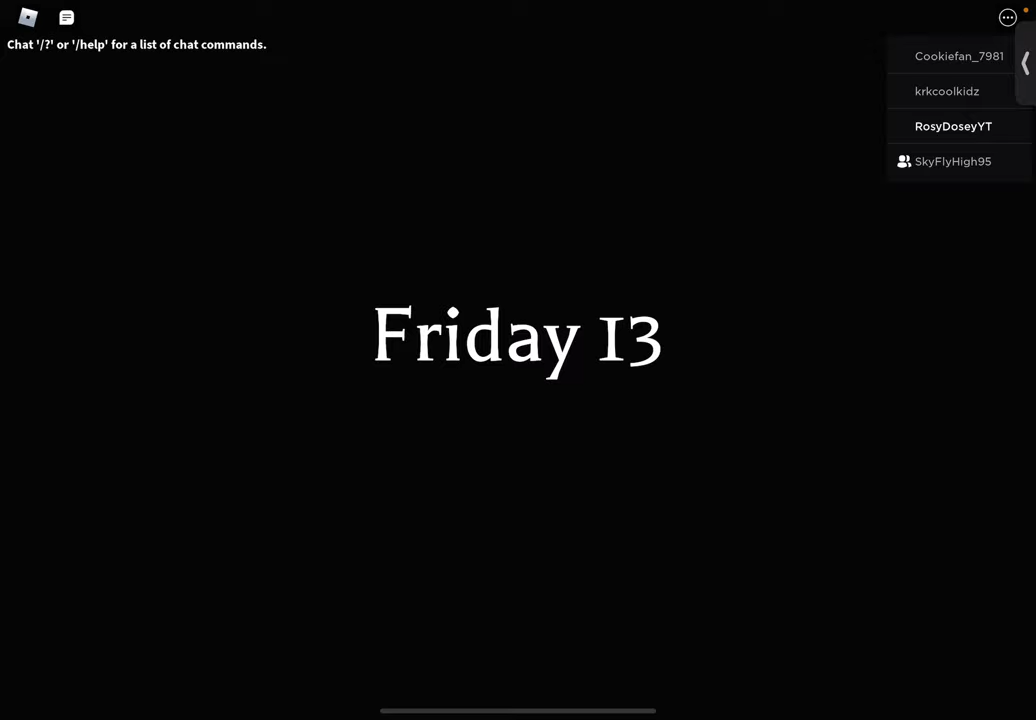 Chat '/?' or '/help' for a list of chat commands.
Cookiefan_7981
krkcoolkidz
RosyDoseyYT
SkyFlyHigh95
Friday 13